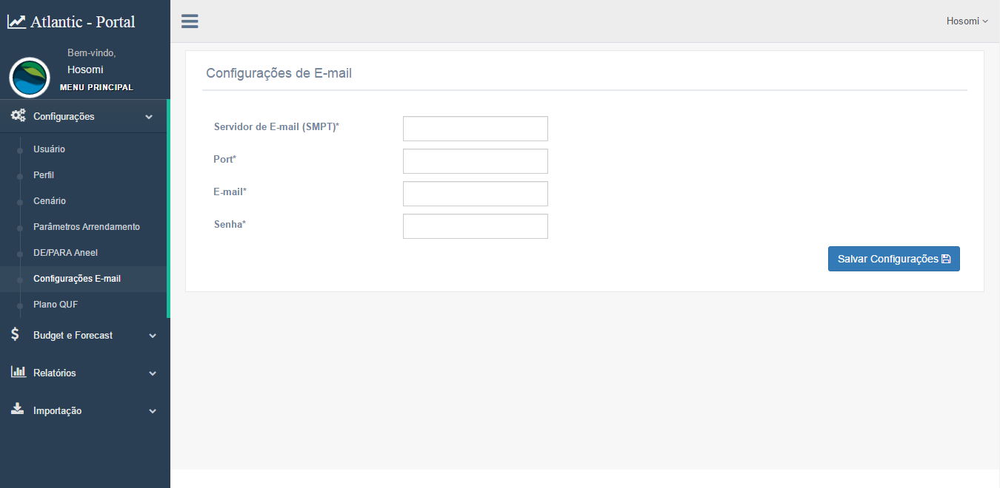 Atlantic - Portal
Hosomi
Bem-vindo,
Hosomi
MENU PRINCIPAL
Configurações
Usuário
Perfil
Cenário
Parâmetros Arrendamento
DE/PARA Aneel
Configurações E-mail
Plano QUF
Budget e Forecast
Relatórios
Importação
Configurações de E-mail
Servidor de E-mail (SMPT)*
Port*
E-mail*
Senha*
Salvar Configurações